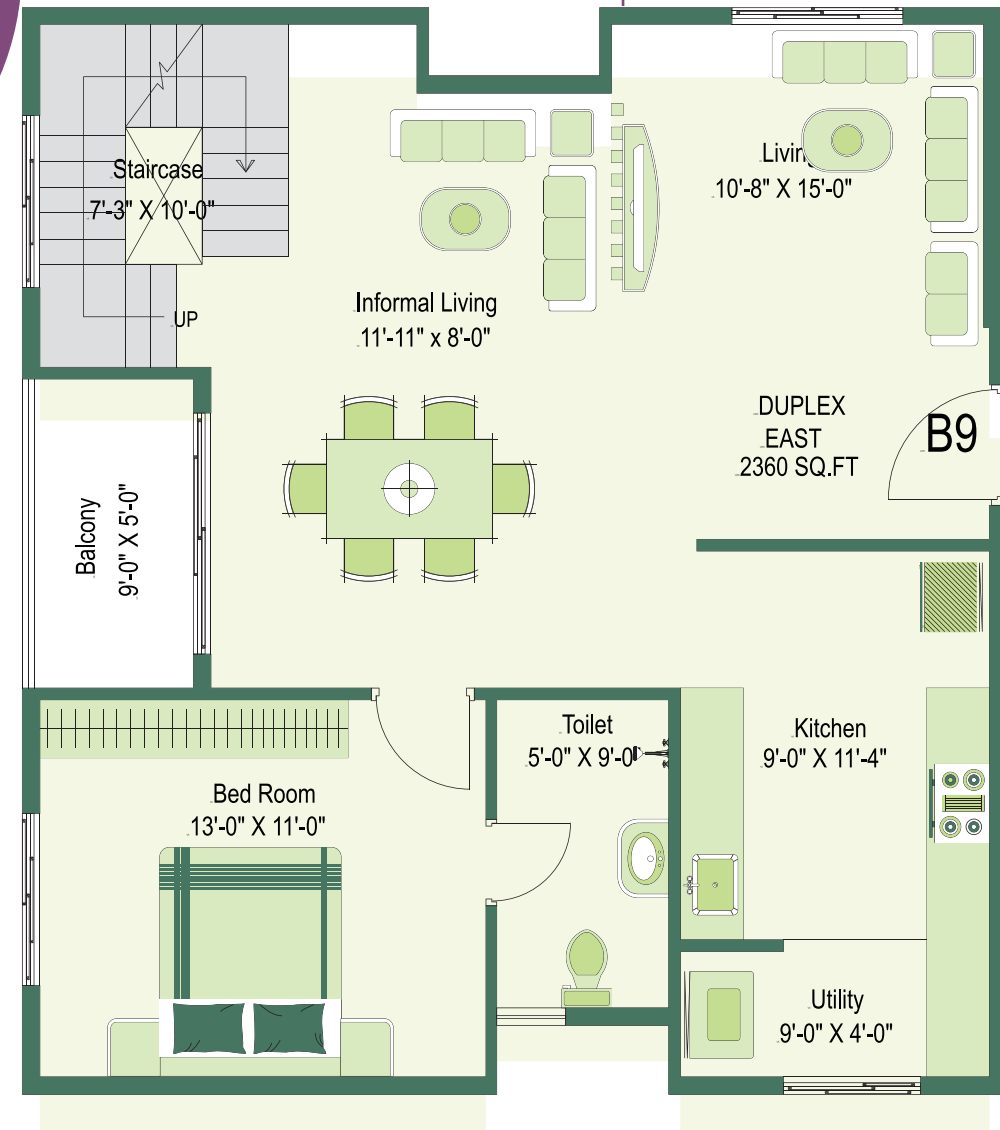 Staircase
7'-3" X 10'-0"
UP
Informal Living
11'-11" x 8'-0"
Living
10'-8" X 15'-0"
DUPLEX
EAST
2360 SQ.FT
B9
Balcony
9'-0" X 5'-0"
Bed Room
13'-0" X 11'-0"
Toilet
5'-0" X 9'-0"
Kitchen
9'-0" X 11'-4"
Utility
9'-0" X 4'-0"